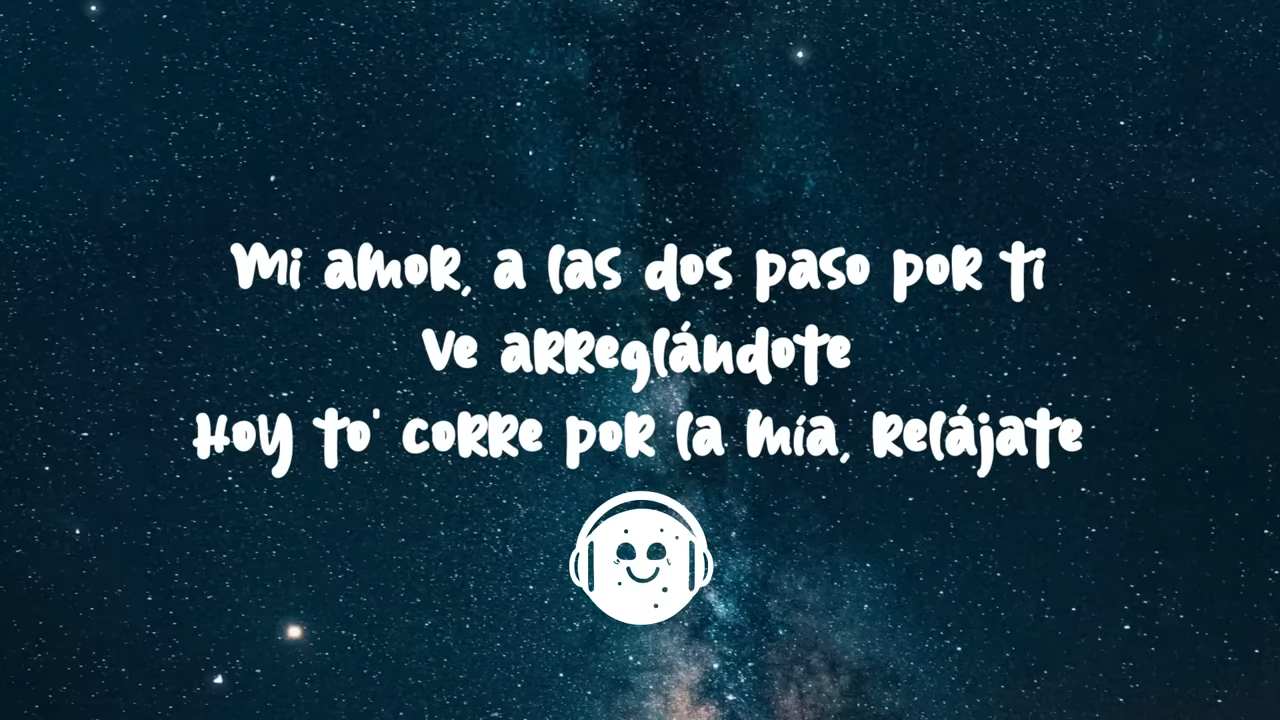 Mi amor, a las dos paso por ti
Ve arreglándote
Hoy to' corre por la mía, relájate